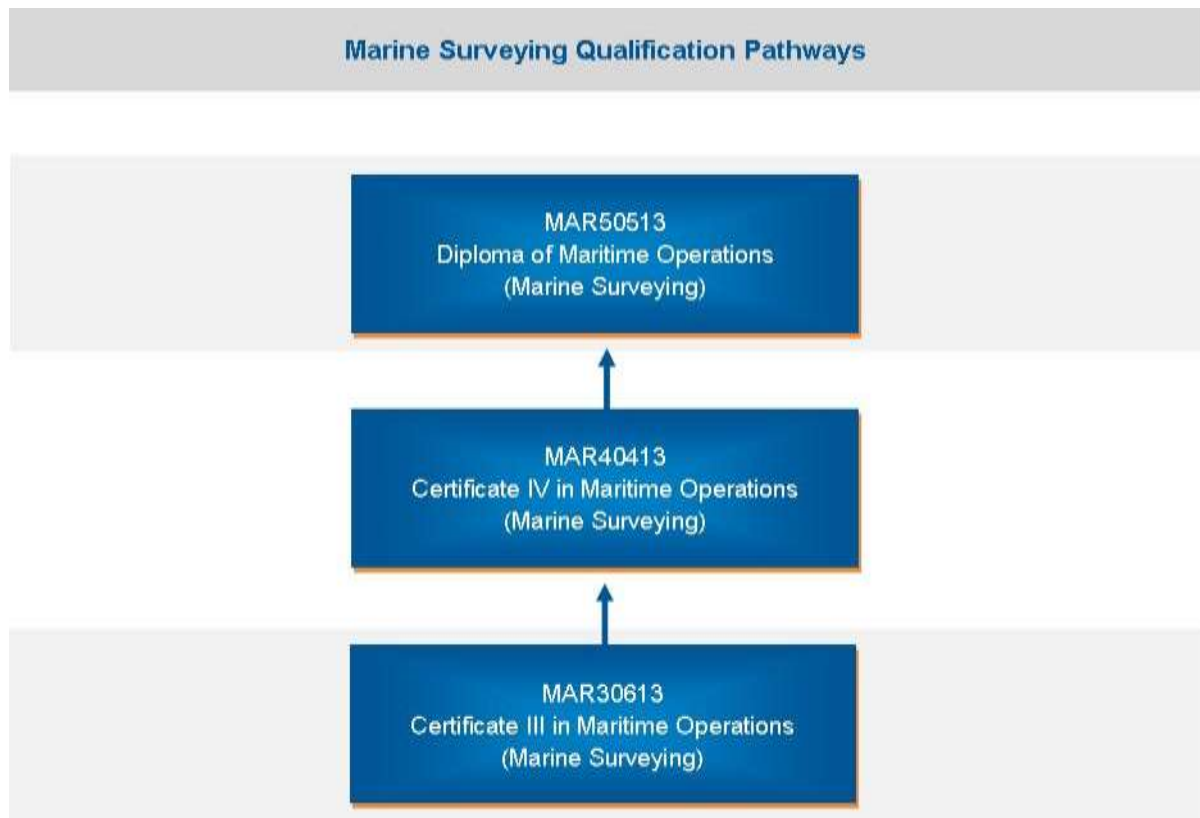 Marine Surveying Qualification Pathways
MAR50513
Diploma of Maritime Operations
(Marine Surveying)
MAR40413
Certificate IV in Maritime Operations
(Marine Surveying)
MAR30613
Certificate III in Maritime Operations
(Marine Surveying)